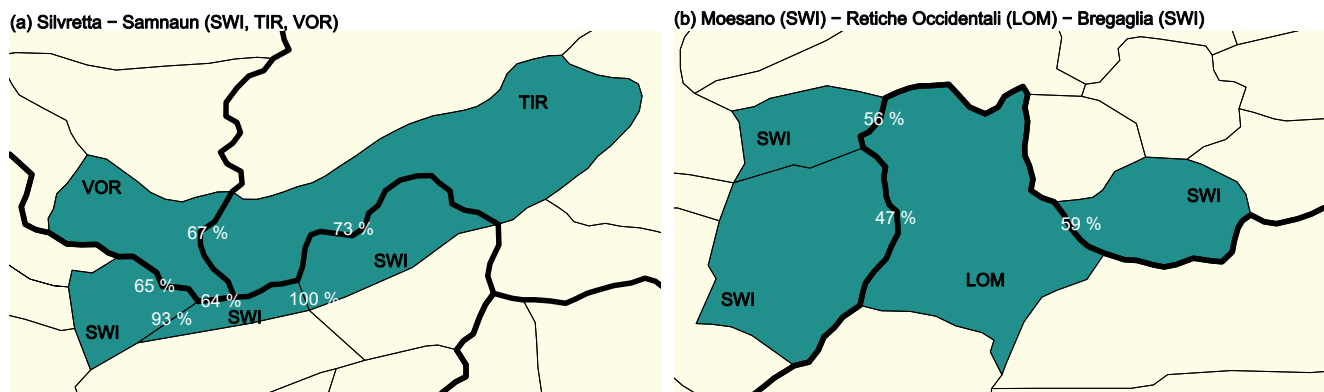 (a) Silvretta – Samnaun (SWI, TIR, VOR)
TIR
VOR
67 %
73 %
SWI
65 %
64 %
100 %
93 %
SWI
SWI
(b) Moesano (SWI) – Retiche Occidentali (LOM) – Bregaglia (SWI)
56 %
SWI
SWI
47 %
59 %
LOM
SWI